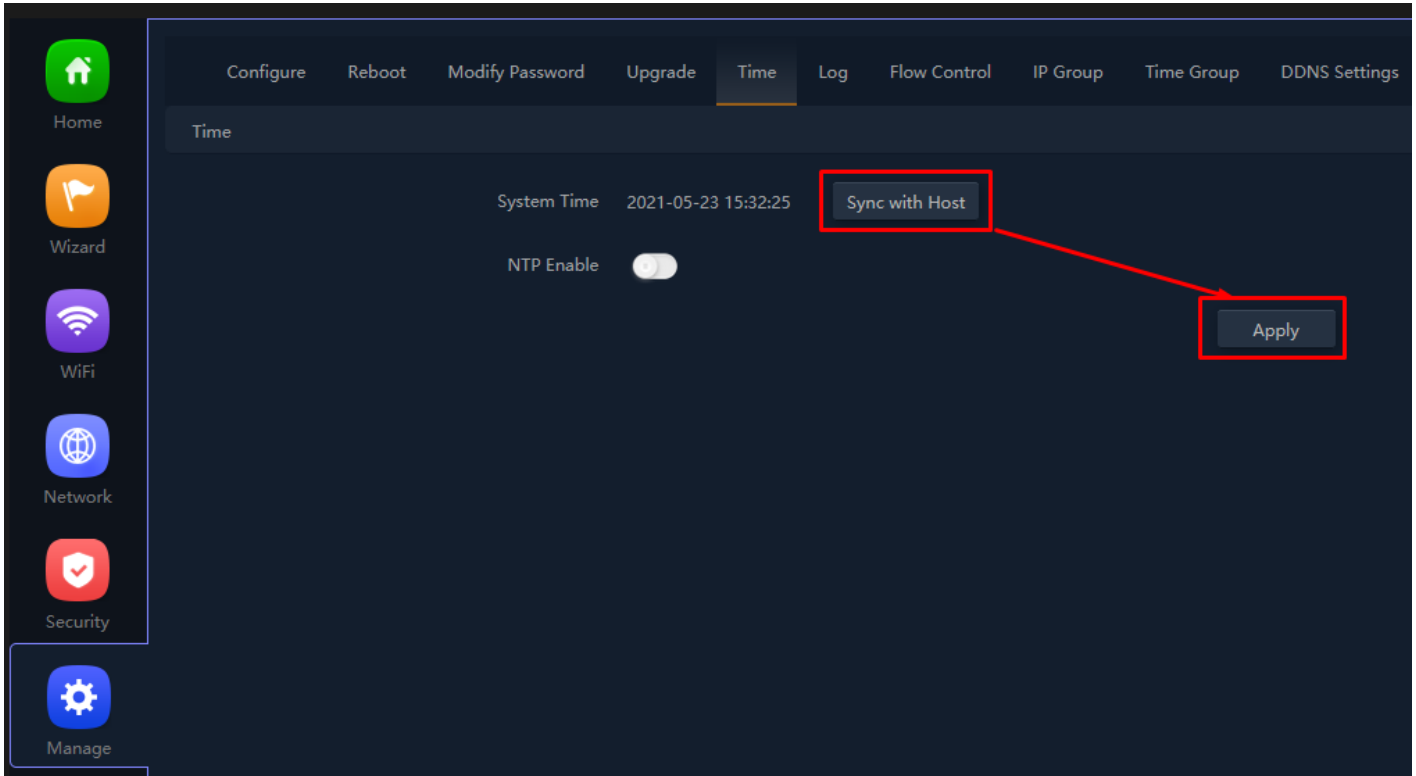 Configure Reboot Modify Password Upgrade Time Log Flow Control IP Group Time Group DDNS Settings
Home
Time
System Time 2021-05-23 15:32:25 Sync with Host
Wizard
NTP Enable
Apply
WiFi
Network
Security
Manage